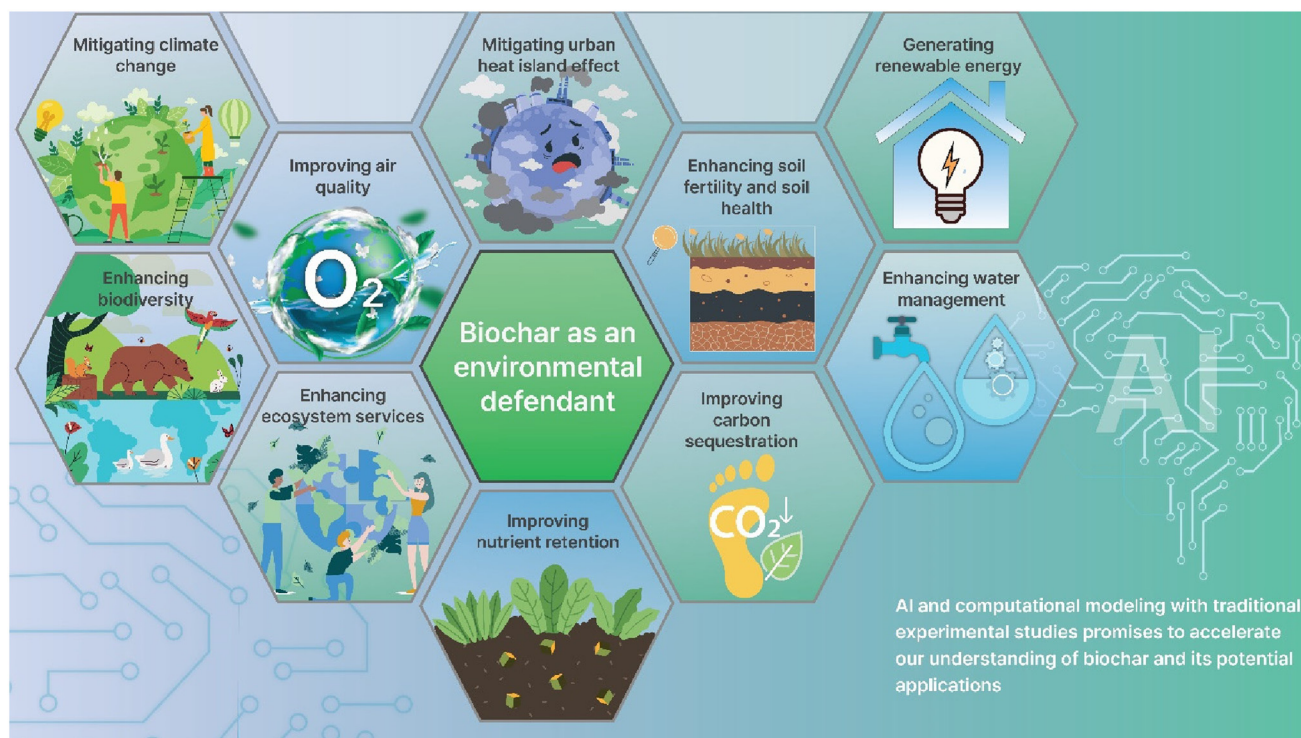 Mitigating climate
change
Mitigating urban
heat island effect
Generating
renewable energy
Improving air
quality
O2
Enhancing soil
fertility and soil
health
Enhancing
biodiversity
Biochar as an
environmental
defendant
Enhancing water
management
AI
Enhancing
ecosystem services
Improving
carbon
sequestration
CO2↓
Improving
nutrient retention
AI and computational modeling with traditional
experimental studies promises to accelerate
our understanding of biochar and its potential
applications